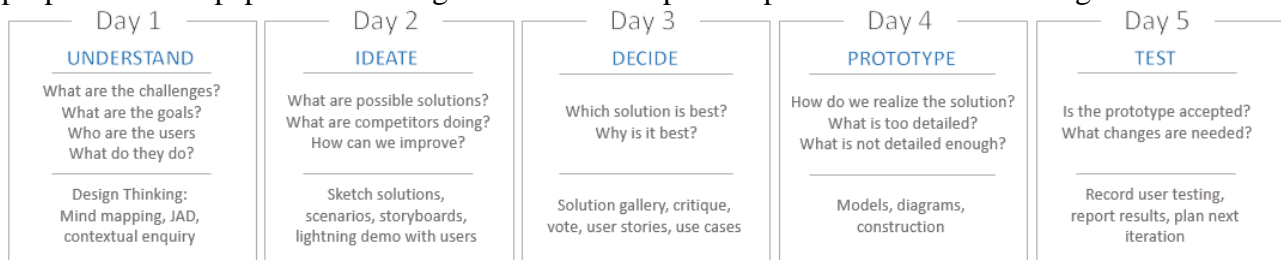 Day 1
UNDERSTAND
What are the challenges?
What are the goals?
Who are the users
What do they do?
Design Thinking:
Mind mapping, JAD,
contextual enquiry
Day 2
IDEATE
What are possible solutions?
What are competitors doing?
How can we improve?
Sketch solutions,
scenarios, storyboards,
lightning demo with users
Day 3
DECIDE
Which solution is best?
Why is it best?
Solution gallery, critique,
vote, user stories, use cases
Day 4
PROTOTYPE
How do we realize the solution?
What is too detailed?
What is not detailed enough?
Models, diagrams,
construction
Day 5
TEST
Is the prototype accepted?
What changes are needed?
Record user testing,
report results, plan next
iteration